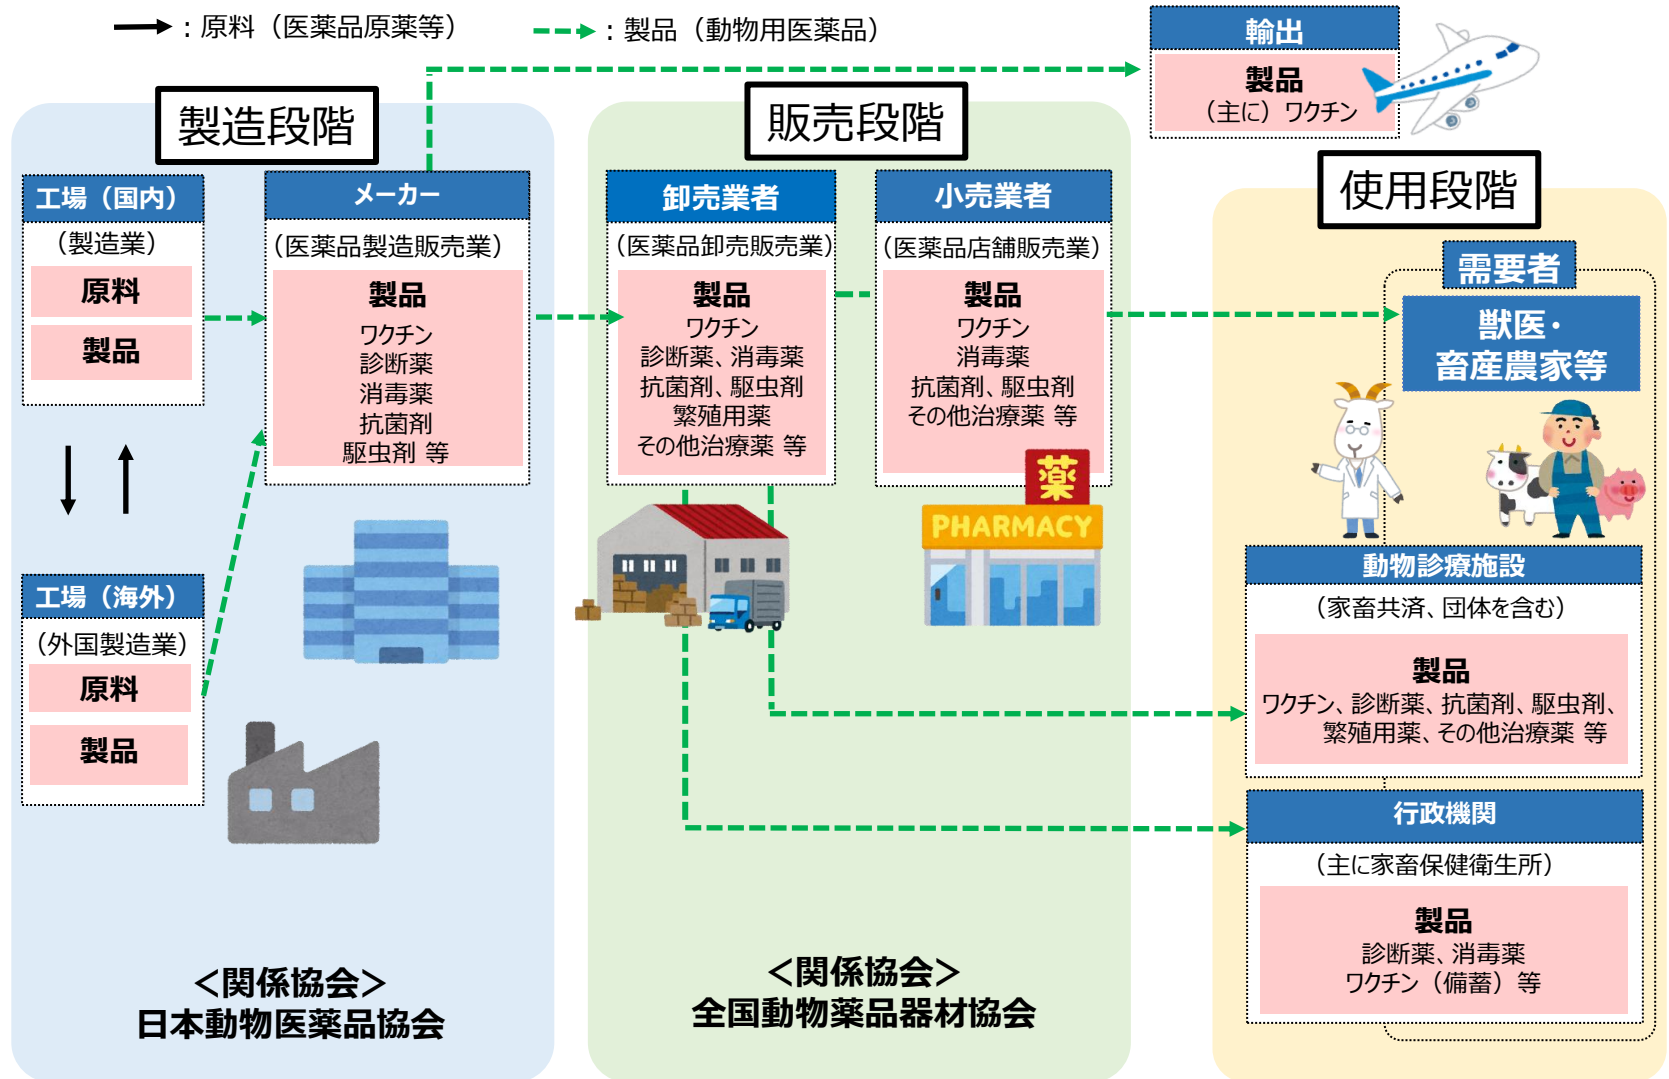 ：原料（医薬品原薬等）
：製品（動物用医薬品）
輸出
製品
（主に）ワクチン
製造段階
工場（国内）
（製造業）
原料
製品
メーカー
（医薬品製造販売業）
製品
ワクチン
診断薬
消毒薬
抗菌剤
駆虫剤 等
工場（海外）
（外国製造業）
原料
製品
＜関係協会＞
日本動物医薬品協会
販売段階
卸売業者
（医薬品卸売販売業）
製品
ワクチン
診断薬、消毒薬
抗菌剤、駆虫剤
繁殖用薬
その他治療薬 等
小売業者
（医薬品店舗販売業）
製品
ワクチン
消毒薬
抗菌剤、駆虫剤
その他治療薬 等
薬
PHARMACY
＜関係協会＞
全国動物薬品器材協会
使用段階
需要者
獣医・
畜産農家等
動物診療施設
（家畜共済、団体を含む）
製品
ワクチン、診断薬、抗菌剤、駆虫剤、
繁殖用薬、その他治療薬 等
行政機関
（主に家畜保健衛生所）
製品
診断薬、消毒薬
ワクチン（備蓄）等